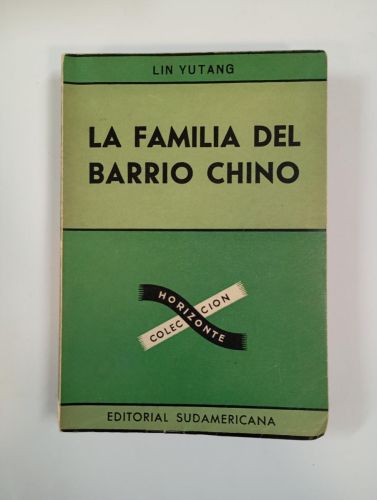 LIN YUTANG
LA FAMILIA DEL
BARRIO CHINO
COLECCION
HORIZONTE
EDITORIAL SUDAMERICANA